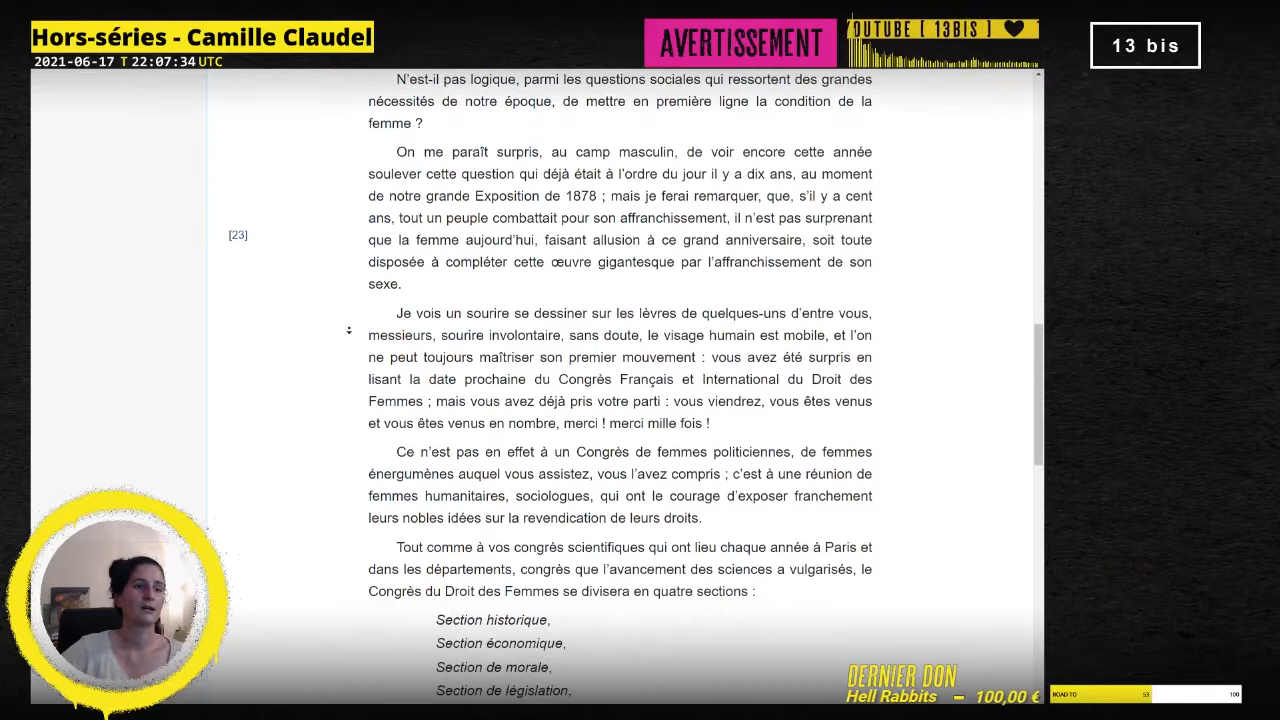 Hors-séries - Camille Claudel
2021-06-17 T 22:07:34 UTC
AVERTISSEMENT
OUTUBE [ 13BIS ]
13 bis
N’est-il pas logique, parmi les questions sociales qui ressortent des grandes
nécessités de notre époque, de mettre en première ligne la condition de la
femme ?
On me paraît surpris, au camp masculin, de voir encore cette année
soulever cette question qui déjà était à l’ordre du jour il y a dix ans, au moment
de notre grande Exposition de 1878 ; mais je ferai remarquer, que, s’il y a cent
ans, tout un peuple combattait pour son affranchissement, il n’est pas surprenant
[23]
que la femme aujourd’hui, faisant allusion à ce grand anniversaire, soit toute
disposée à compléter cette œuvre gigantesque par l’affranchissement de son
sexe.
Je vois un sourire se dessiner sur les lèvres de quelques-uns d’entre vous,
messieurs, sourire involontaire, sans doute, le visage humain est mobile, et l’on
ne peut toujours maîtriser son premier mouvement : vous avez été surpris en
lisant la date prochaine du Congrès Français et International du Droit des
Femmes ; mais vous avez déjà pris votre parti : vous viendrez, vous êtes venus
et vous êtes venus en nombre, merci ! merci mille fois !
Ce n’est pas en effet à un Congrès de femmes politiciennes, de femmes
énergumènes auquel vous assistez, vous l’avez compris ; c’est à une réunion de
femmes humanitaires, sociologues, qui ont le courage d’exposer franchement
leurs nobles idées sur la revendication de leurs droits.
Tout comme à vos congrès scientifiques qui ont lieu chaque année à Paris et
dans les départements, congrès que l’avancement des sciences a vulgarisés, le
Congrès du Droit des Femmes se divisera en quatre sections :
Section historique,
Section économique,
Section de morale,
Section de législation,
DERNIER DON
Hell Rabbits – 100,00 €
ROAD TO 53 100